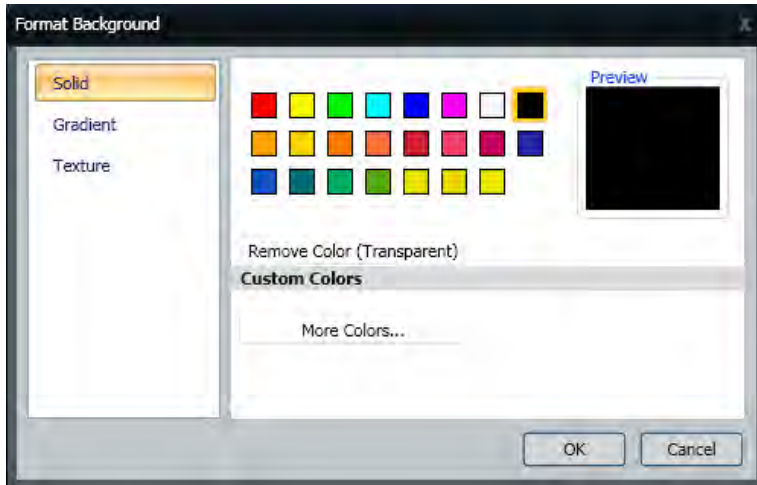 Format Background
X
Solid
Gradient
Texture
Preview
Remove Color (Transparent)
Custom Colors
More Colors...
OK
Cancel